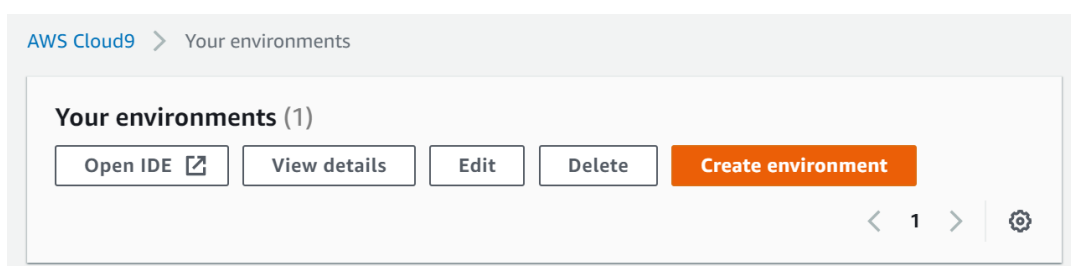 AWS Cloud9 > Your environments
Your environments (1)
Open IDE View details Edit Delete Create environment
< 1 >